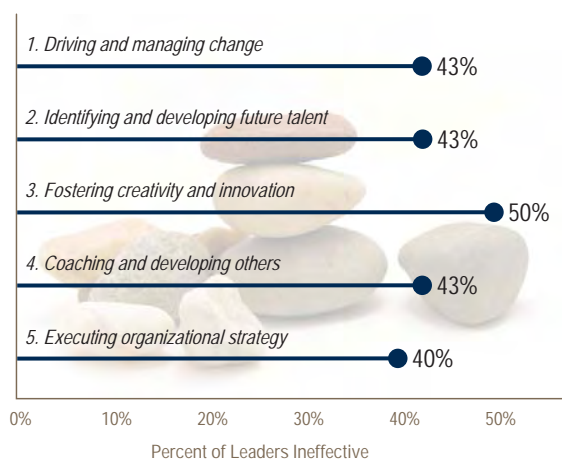 1. Driving and managing change
43%
2. Identifying and developing future talent
43%
3. Fostering creativity and innovation
50%
4. Coaching and developing others
43%
5. Executing organizational strategy
40%
0% 10% 20% 30% 40% 50%
Percent of Leaders Ineffective